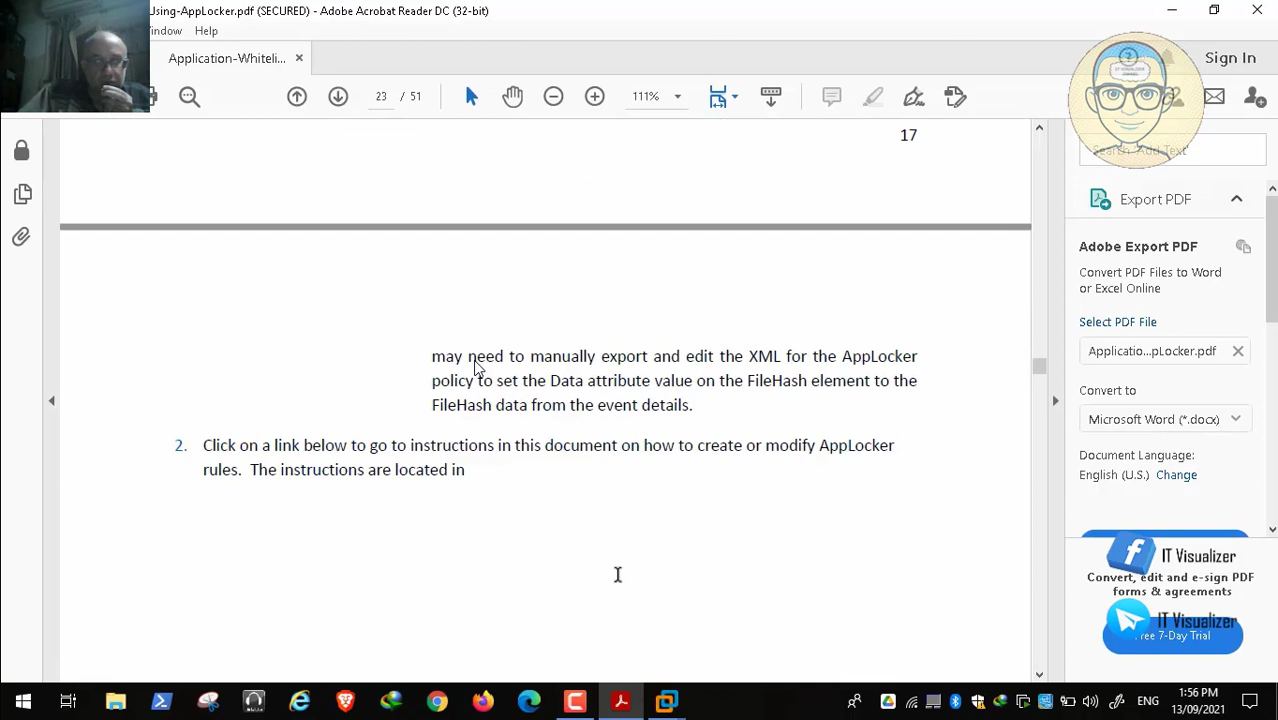 Using-AppLocker.pdf (SECURED) - Adobe Acrobat Reader DC (32-bit)
indow Help
Application-Whiteli... ×
Sign In
23 / 51
111%
Search 'Add Text'
17
Export PDF
Adobe Export PDF
Convert PDF Files to Word
or Excel Online
Select PDF File
Applicatio...pLocker.pdf
Convert to
Microsoft Word (*.docx)
Document Language:
English (U.S.) Change
may need to manually export and edit the XML for the AppLocker
policy to set the Data attribute value on the FileHash element to the
FileHash data from the event details.
2. Click on a link below to go to instructions in this document on how to create or modify AppLocker
rules. The instructions are located in
IT Visualizer
Convert, edit and e-sign PDF
forms & agreements
IT Visualizer
Free 7-Day Trial
ENG
1:56 PM
13/09/2021